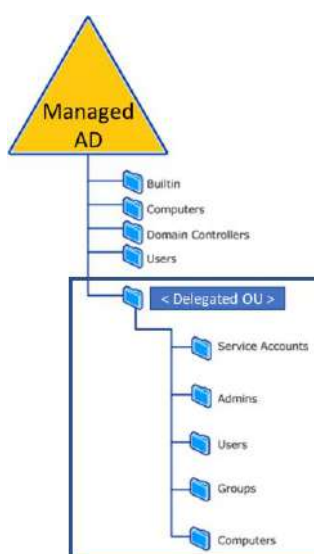 Managed
AD
Builtin
Computers
Domain Controllers
Users
< Delegated OU >
Service Accounts
Admins
Users
Groups
Computers